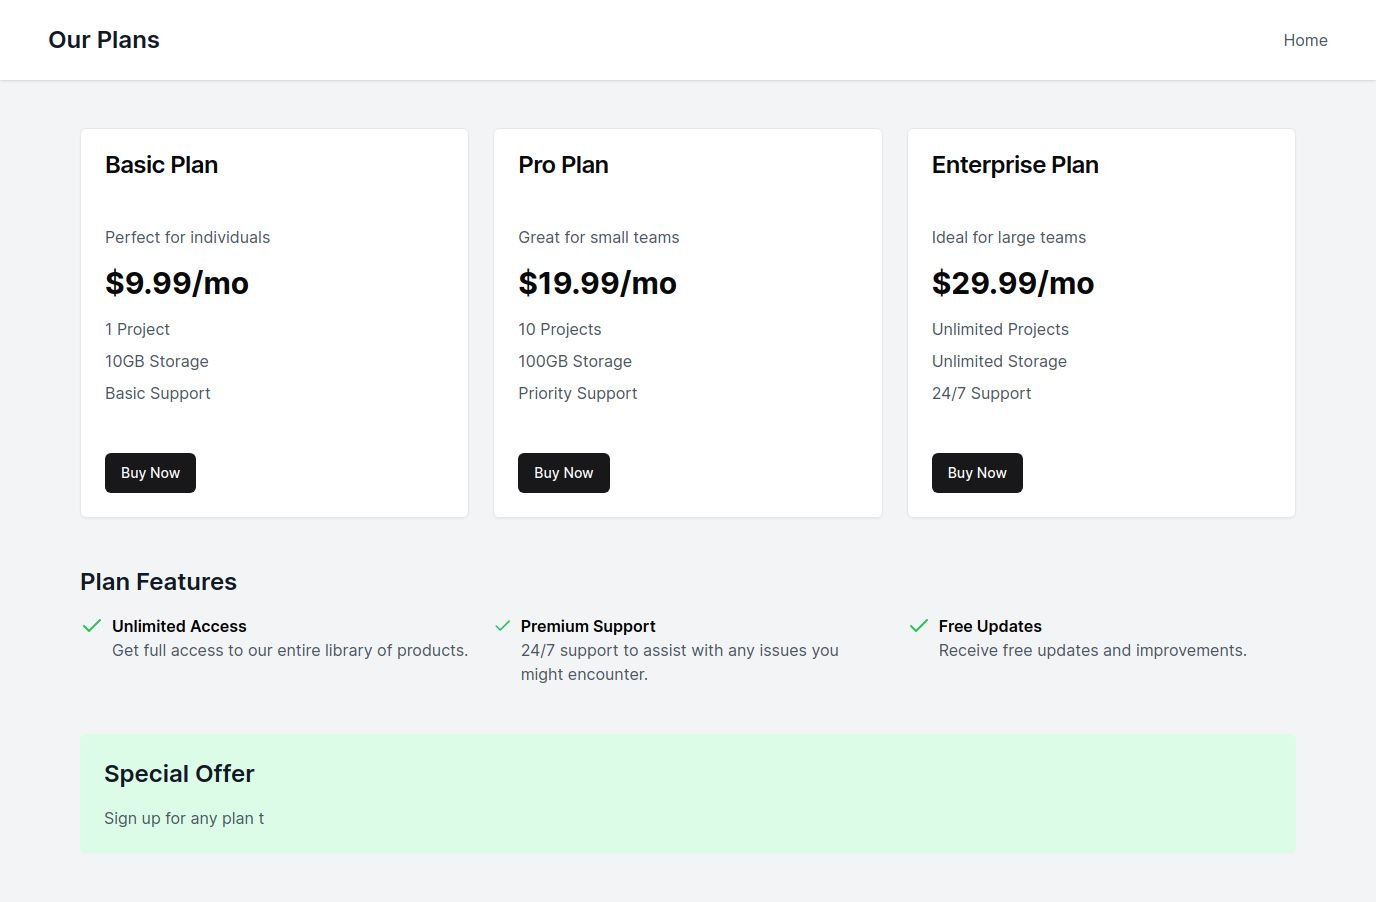 Our Plans
Home
Basic Plan
Perfect for individuals
$9.99/mo
1 Project
10GB Storage
Basic Support
Buy Now
Pro Plan
Great for small teams
$19.99/mo
10 Projects
100GB Storage
Priority Support
Buy Now
Enterprise Plan
Ideal for large teams
$29.99/mo
Unlimited Projects
Unlimited Storage
24/7 Support
Buy Now
Plan Features
Unlimited Access
Get full access to our entire library of products.
Premium Support
24/7 support to assist with any issues you
might encounter.
Free Updates
Receive free updates and improvements.
Special Offer
Sign up for any plan t